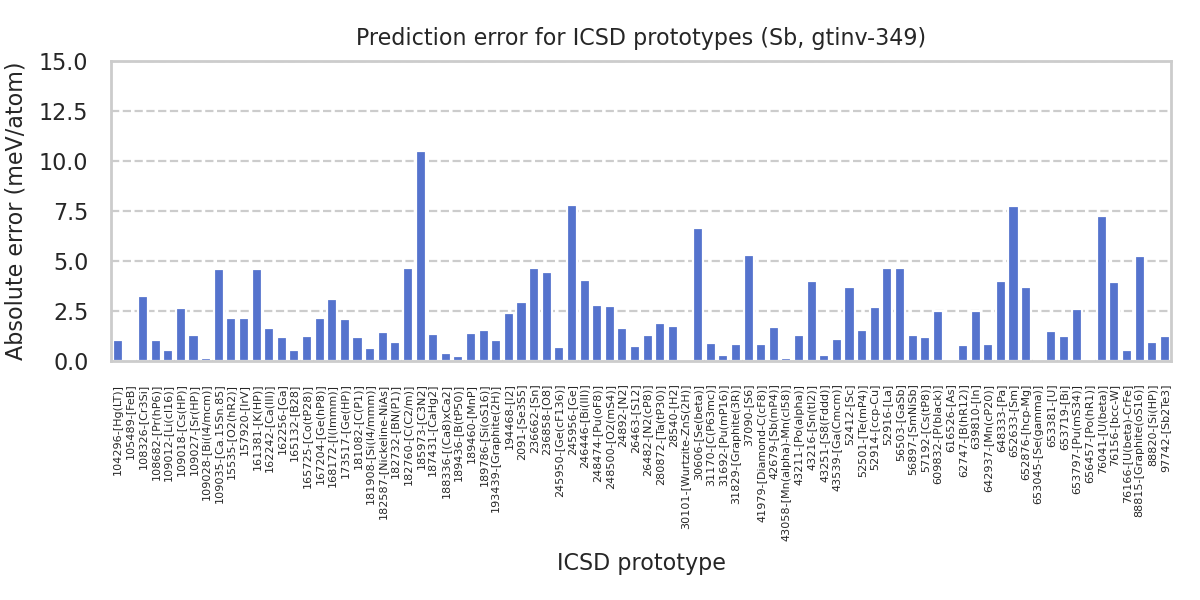 Prediction error for ICSD prototypes (Sb, gtinv-349)
Absolute error (meV/atom)
15.0
12.5
10.0
7.5
5.0
2.5
0.0
104296-[Hg(LT)]
105489-[FeB]
108326-[Cr3Si]
108682-[Pr(hP6)]
109012-[Li(cI16)]
109018-[Cs(HP)]
109027-[Sr(HP)]
109028-[Bi(I4/mcm)]
109035-[Ca.15Sn.85]
15535-[O2(hR2)]
157920-[IrV]
161381-[K(HP)]
162242-[Ca(III)]
162256-[Ga]
165132-[B28]
165725-[Co(tP28)]
167204-[Ge(hP8)]
168172-[I(Immm)]
173517-[Ge(HP)]
181082-[C(P1)]
181908-[Si(I4/mmm)]
182587-[Nickeline-NiAs]
182732-[BN(P1)]
182760-[C(C2/m)]
185973-[C3N2]
187431-[CaHg2]
188336-[(Ca8)xCa2]
189436-[B(tP50)]
189460-[MnP]
189786-[Si(oS16)]
193439-[Graphite(2H)]
194468-[I2]
2091-[Se3S5]
236662-[Sn]
236858-[O8]
245950-[Ge(cF136)]
245956-[Ge]
246446-[Bi(III)]
248474-[Pu(oF8)]
248500-[O2(mS4)]
24892-[N2]
26463-[S12]
26482-[N2(cP8)]
280872-[Ta(tP30)]
28540-[H2]
30101-[Wurtzite-ZnS(2H)]
30606-[Se(beta)]
31170-[C(P63mc)]
31692-[Pu(mP16)]
31829-[Graphite(3R)]
37090-[S6]
41979-[Diamond-C(cF8)]
42679-[Sb(mP4)]
43058-[Mn(alpha)-Mn(cI58)]
43211-[Po(alpha)]
43216-[Sn(tI4)]
43251-[S8(Fddd)]
43539-[Ga(Cmcm)]
52412-[Sc]
52501-[Te(mP4)]
52914-[ccp-Cu]
52916-[La]
56503-[GaSb]
56897-[SmNiSb]
57192-[Cs(tP8)]
609832-[P(black)]
616526-[As]
62747-[B(hR12)]
639810-[In]
642937-[Mn(cP20)]
648333-[Pa]
652633-[Sm]
652876-[hcp-Mg]
653045-[Se(gamma)]
653381-[U]
653719-[I]
653797-[Pu(mS34)]
656457-[Po(hR1)]
76041-[U(beta)]
76156-[bcc-W]
76166-[U(beta)-CrFe]
88815-[Graphite(oS16)]
88820-[Si(HP)]
97742-[Sb2Te3]
ICSD prototype